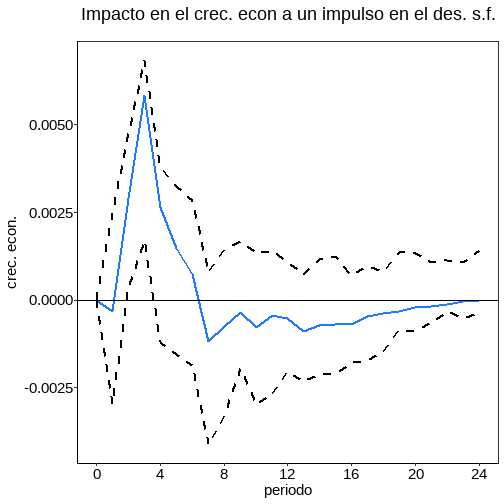 Impacto en el crec. econ a un impulso en el des. s.f.
crec. econ.
0.0050
0.0025
0.0000
-0.0025
0 4 8 12 16 20 24
periodo